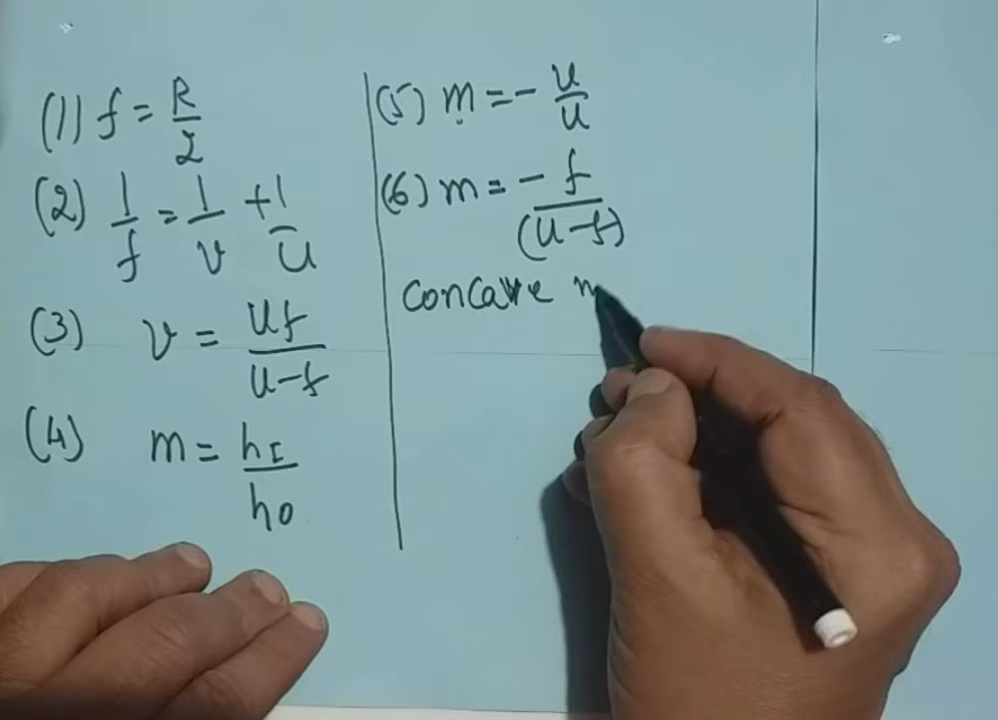 (1) f = R/2
(2) 1/f = 1/v + 1/u
(3) v = uf/u-f
(4) m = hI/ho
(5) m = - u/u
(6) m = - f/(u-f)
concave m